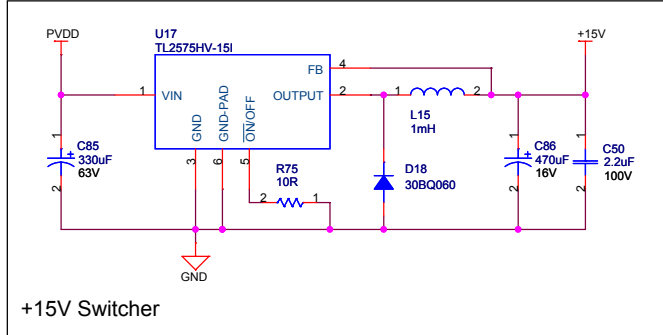 PVDD
U17
TL2575HV-15I
+15V
FB
4
1
VIN
OUTPUT
2
1
2
L15
1mH
GND
GND-PAD
ON/OFF
3
6
5
1
C85
330uF
63V
2
+
R75
10R
2
1
D18
30BQ060
1
C86
470uF
16V
2
+
1
C50
2.2uF
100V
2
GND
+15V Switcher